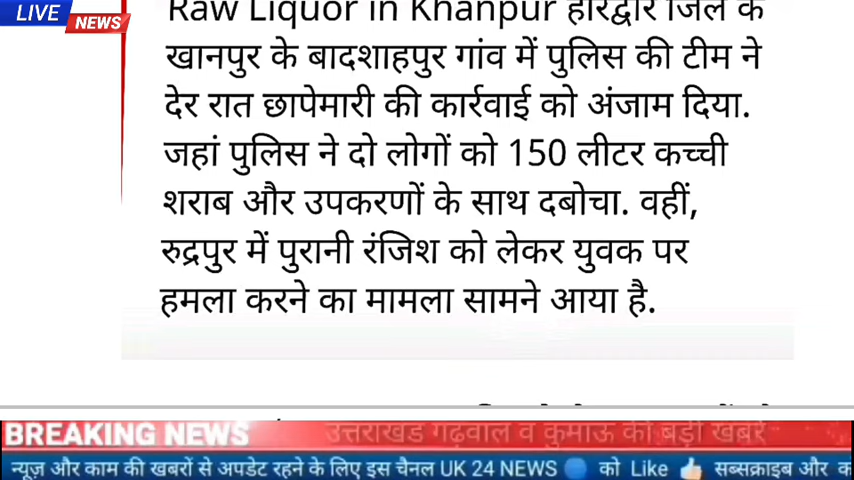 LIVE NEWS
Raw Liquor in Khanpur हरिद्वार जिले के
खानपुर के बादशाहपुर गांव में पुलिस की टीम ने
देर रात छापेमारी की कार्रवाई को अंजाम दिया.
जहां पुलिस ने दो लोगों को 150 लीटर कच्ची
शराब और उपकरणों के साथ दबोचा. वहीं,
रुद्रपुर में पुरानी रंजिश को लेकर युवक पर
हमला करने का मामला सामने आया है.
BREAKING NEWS उत्तराखंड गढ़वाल व कुमाऊ की बड़ी खबरें
न्यूज़ और काम की खबरों से अपडेट रहने के लिए इस चैनल UK 24 NEWS 🔵 को Like 👍🏻 सब्सक्राइब और